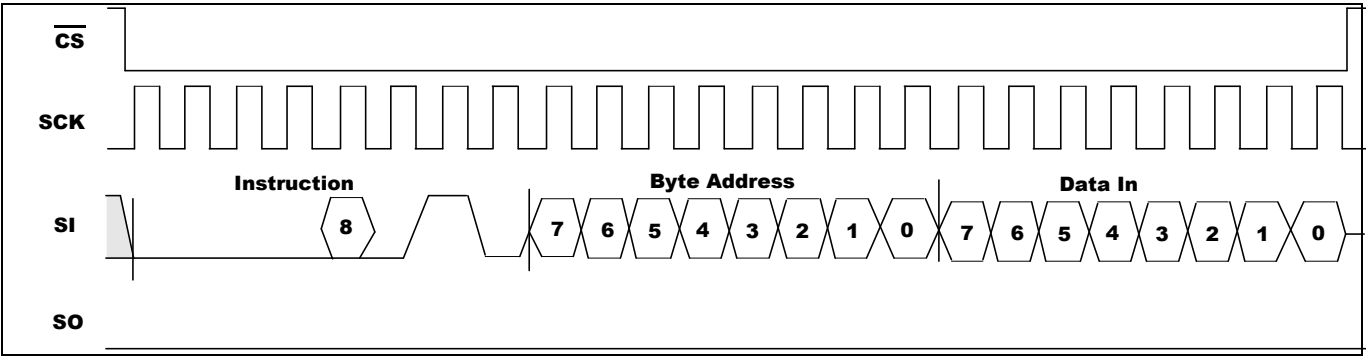 CS
SCK
Instruction Byte Address Data In
SI 8 7 6 5 4 3 2 1 0 7 6 5 4 3 2 1 0
SO